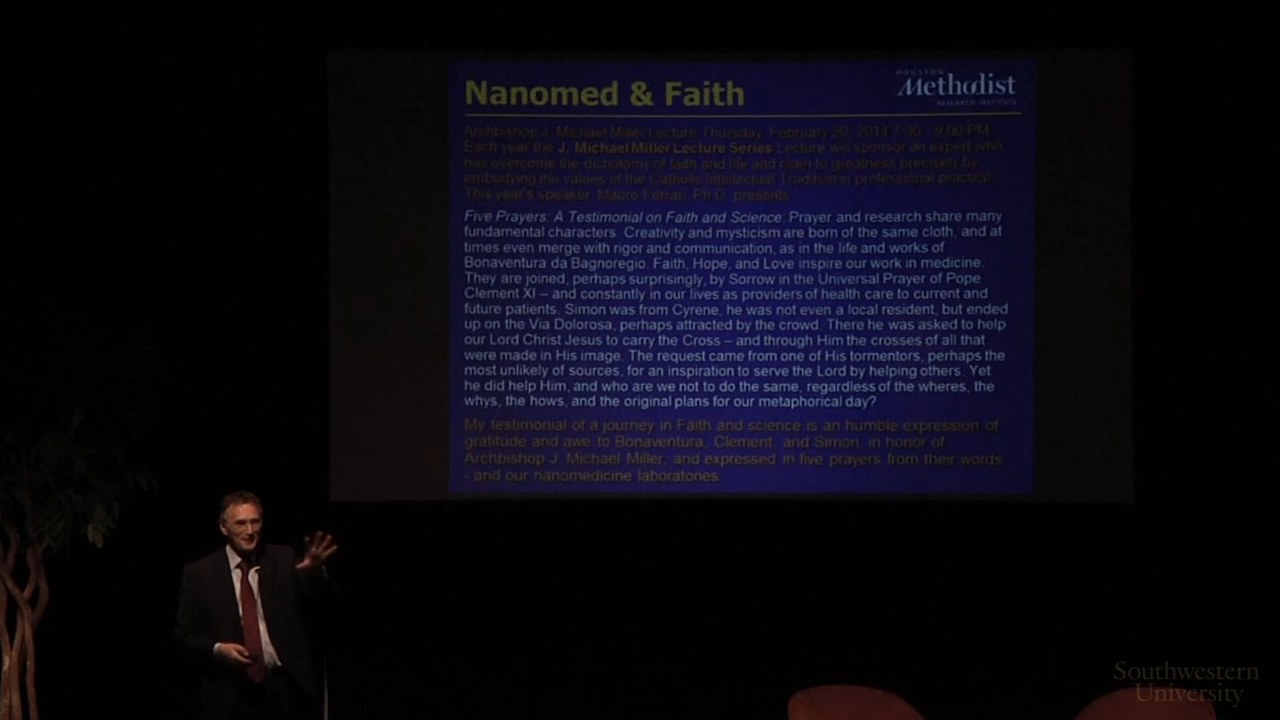 Nanomed & Faith
HOUSTON
Methodist
RESEARCH INSTITUTE
Archbishop J. Michael Miller Lecture Thursday, February 20, 2014 7:30 - 9:00 PM
Each year the J. Michael Miller Lecture Series Lecture will sponsor an expert who
has overcome the dichotomy of faith and life and risen to greatness precisely by
embodying the values of the Catholic Intellectual Tradition in professional practice.
This year's speaker, Mauro Ferrari, Ph.D. presents
Five Prayers: A Testimonial on Faith and Science: Prayer and research share many
fundamental characters. Creativity and mysticism are born of the same cloth, and at
times even merge with rigor and communication, as in the life and works of
Bonaventura da Bagnoregio. Faith, Hope, and Love inspire our work in medicine.
They are joined, perhaps surprisingly, by Sorrow in the Universal Prayer of Pope
Clement XI – and constantly in our lives as providers of health care to current and
future patients. Simon was from Cyrene, he was not even a local resident, but ended
up on the Via Dolorosa, perhaps attracted by the crowd. There he was asked to help
our Lord Christ Jesus to carry the Cross – and through Him the crosses of all that
were made in His image. The request came from one of His tormentors, perhaps the
most unlikely of sources, for an inspiration to serve the Lord by helping others. Yet
he did help Him, and who are we not to do the same, regardless of the wheres, the
whys, the hows, and the original plans for our metaphorical day?
My testimonial of a journey in Faith and science is an humble expression of
gratitude and awe to Bonaventura, Clement, and Simon, in honor of
Archbishop J. Michael Miller, and expressed in five prayers from their words
- and our nanomedicine laboratories.
Southwestern
University